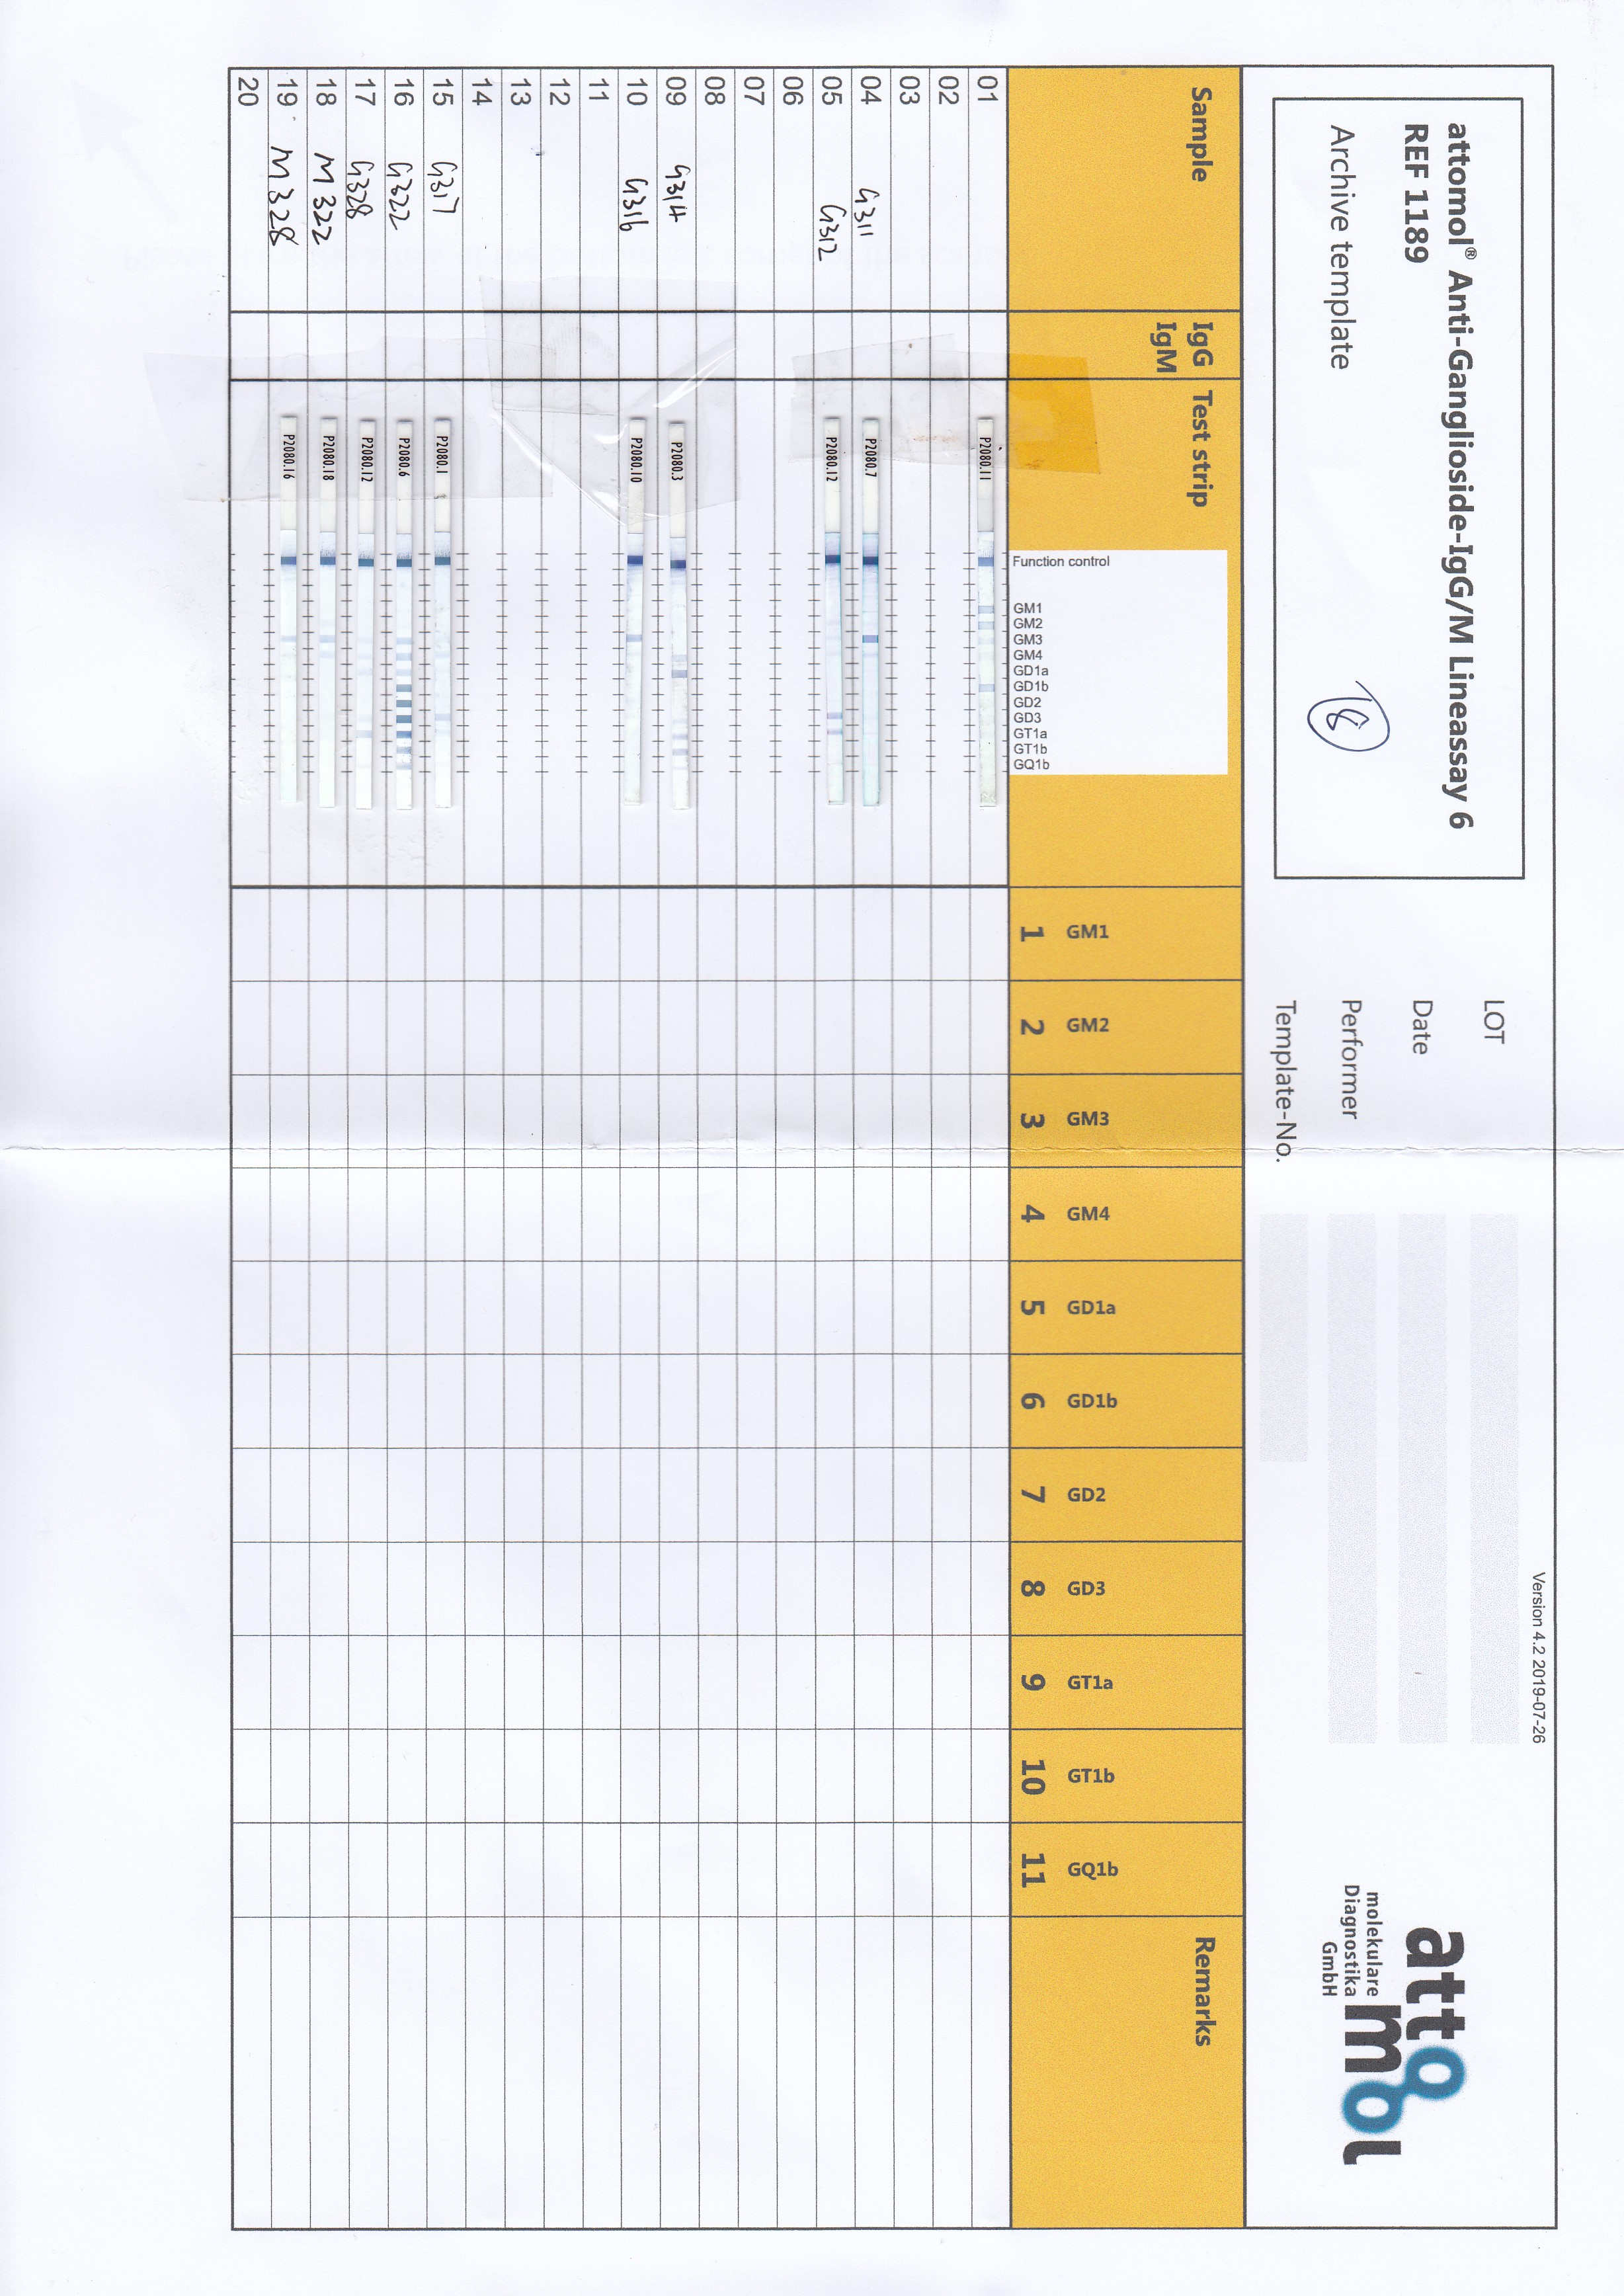 Version 4.2 2019-07-26
attomol® Anti-Ganglioside-IgG/M Lineassay 6
REF 1189
Archive template
8
LOT
Date
Performer
Template-No.
atto
mol
molekulare
Diagnostika
GmbH
Sample
IgG
IgM
Test strip
Function control
GM1
GM2
GM3
GM4
GD1a
GD1b
GD2
GD3
GT1a
GT1b
GQ1b
GM1 GM2 GM3 GM4 GD1a GD1b GD2 GD3 GT1a GT1b GQ1b
1 2 3 4 5 6 7 8 9 10 11
Remarks
01 P2080.11
02
03
04 G311 P2080.7
05 G312 P2080.12
06
07
08
09 G314 P2080.3
10 G316 P2080.10
11
12
13
14
15 G317 P2080.1
16 G322 P2080.6
17 G328 P2080.12
18 M 322 P2080.18
19 M 328 P2080.16
20